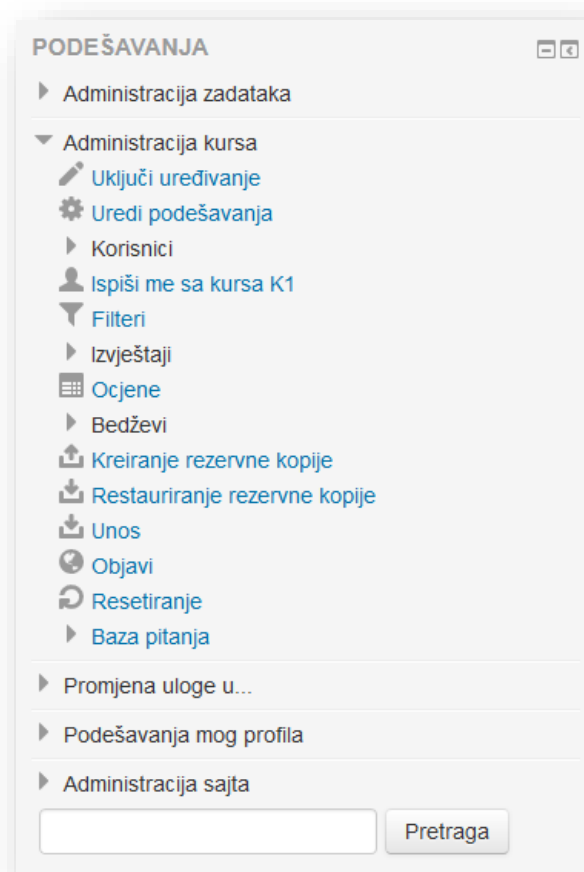 PODEŠAVANJA
Administracija zadataka
Administracija kursa
Uključi uređivanje
Uredi podešavanja
Korisnici
Ispiši me sa kursa K1
Filteri
Izvještaji
Ocjene
Bedževi
Kreiranje rezervne kopije
Restauriranje rezervne kopije
Unos
Objavi
Resetiranje
Baza pitanja
Promjena uloge u...
Podešavanja mog profila
Administracija sajta
Pretraga